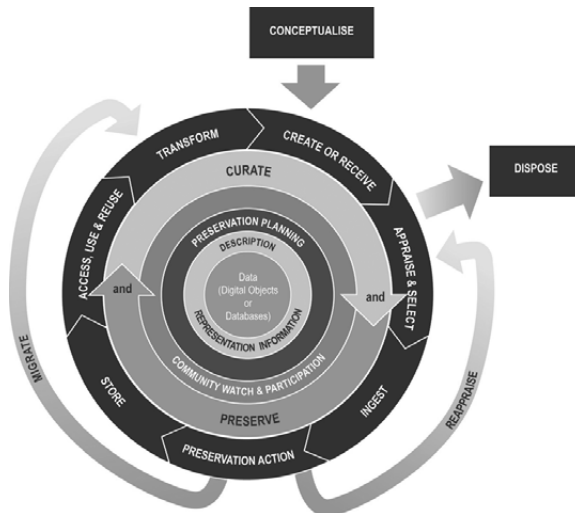 CONCEPTUALISE
TRANSFORM
CREATE OR RECEIVE
DISPOSE
CURATE
ACCESS, USE & REUSE
APPRAISE & SELECT
PRESERVATION PLANNING
DESCRIPTION
and
Data
(Digital Objects
or
Databases)
and
REPRESENTATION INFORMATION
COMMUNITY WATCH & PARTICIPATION
MIGRATE
STORE
INGEST
REAPPRAISE
PRESERVE
PRESERVATION ACTION